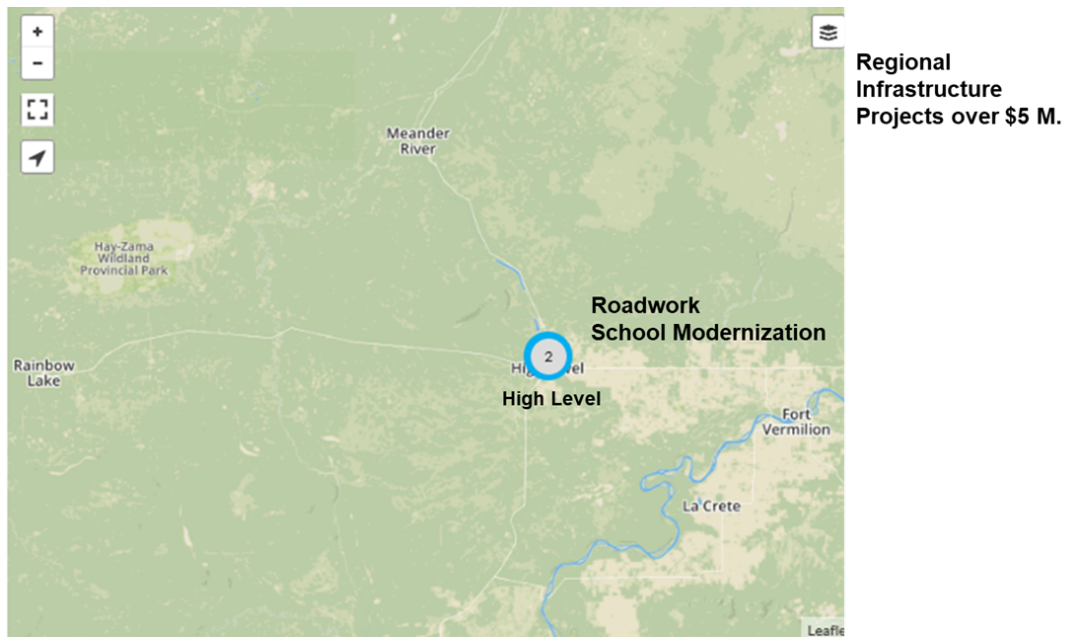 +
−
Regional
Infrastructure
Projects over $5 M.
Meander
River
Hay-Zama
Wildland
Provincial Park
Roadwork
School Modernization
Rainbow
Lake
2
High Level
Fort
Vermilion
La Crete
Leafle